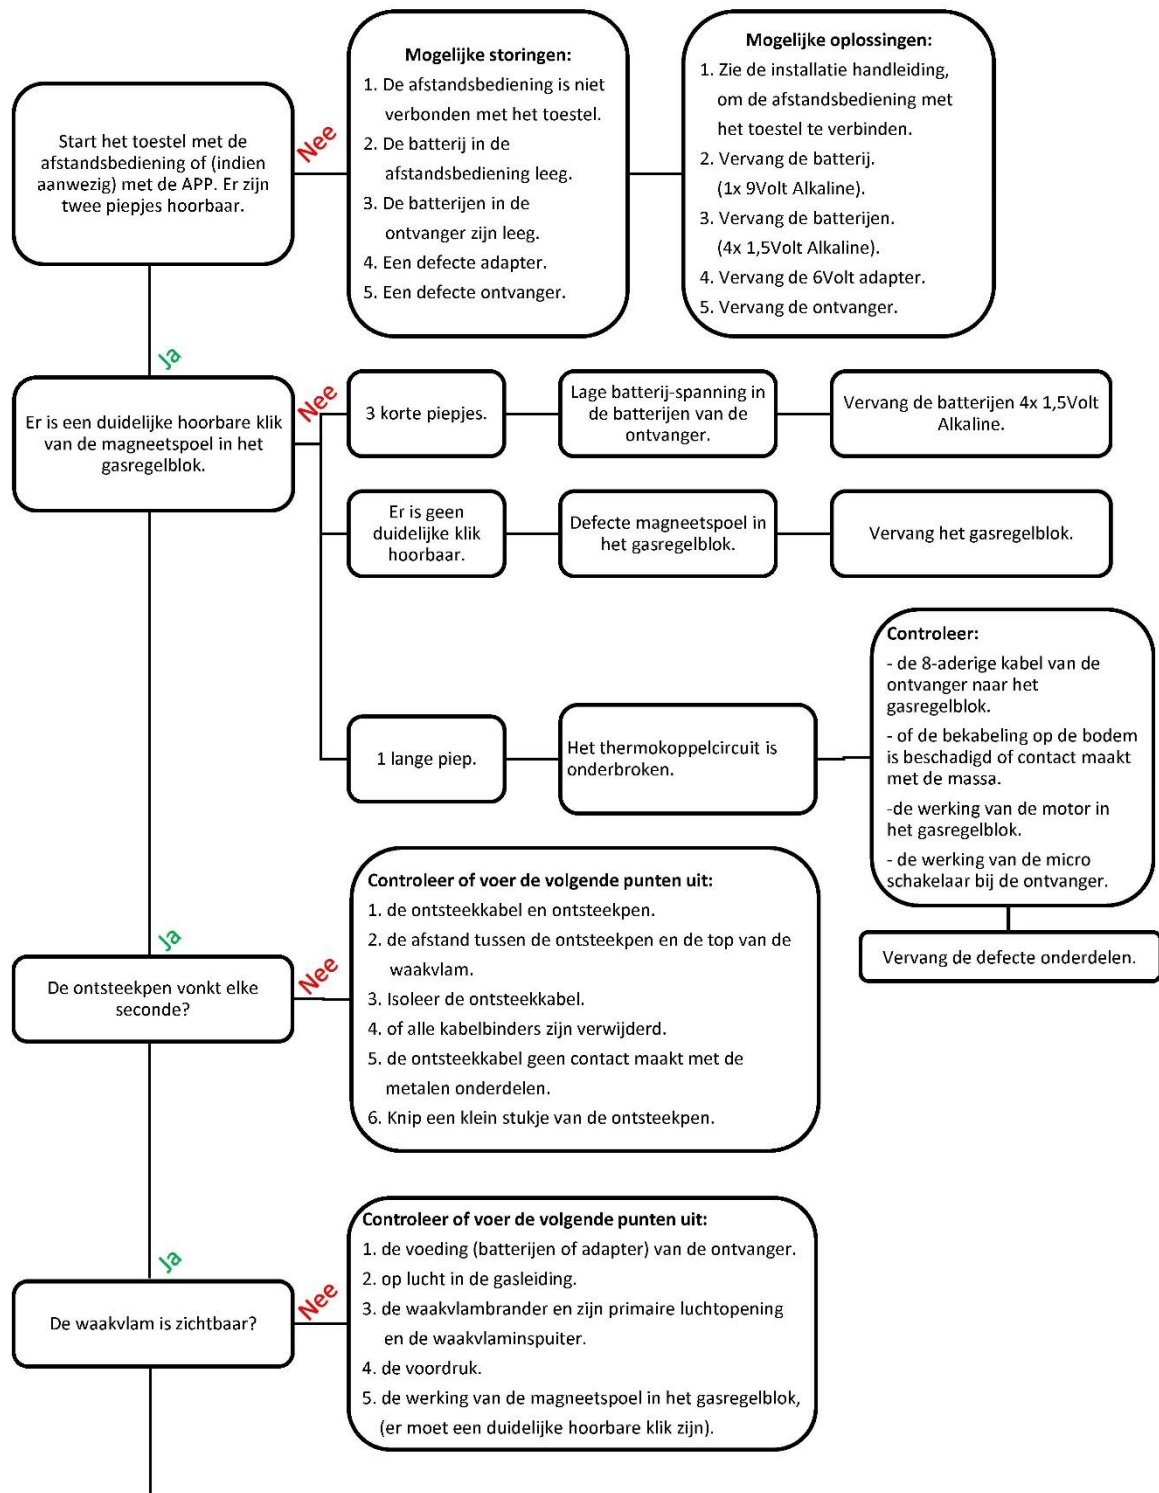 Start het toestel met de
afstandsbediening of (indien
aanwezig) met de APP. Er zijn
twee piepjes hoorbaar.
Nee
Mogelijke storingen:
1. De afstandsbediening is niet
verbonden met het toestel.
2. De batterij in de
afstandsbediening leeg.
3. De batterijen in de
ontvanger zijn leeg.
4. Een defecte adapter.
5. Een defecte ontvanger.
Mogelijke oplossingen:
1. Zie de installatie handleiding,
om de afstandsbediening met
het toestel te verbinden.
2. Vervang de batterij.
(1x 9Volt Alkaline).
3. Vervang de batterijen.
(4x 1,5Volt Alkaline).
4. Vervang de 6Volt adapter.
5. Vervang de ontvanger.
Ja
Er is een duidelijke hoorbare klik
van de magneetspoel in het
gasregelblok.
Nee
3 korte piepjes.
Lage batterij-spanning in
de batterijen van de
ontvanger.
Vervang de batterijen 4x 1,5Volt
Alkaline.
Er is geen
duidelijke klik
hoorbaar.
Defecte magneetspoel in
het gasregelblok.
Vervang het gasregelblok.
1 lange piep.
Het thermokoppelcircuit is
onderbroken.
Controleer:
- de 8-aderige kabel van de
ontvanger naar het
gasregelblok.
- of de bekabeling op de bodem
is beschadigd of contact maakt
met de massa.
-de werking van de motor in
het gasregelblok.
- de werking van de micro
schakelaar bij de ontvanger.
Vervang de defecte onderdelen.
Ja
De ontsteekpen vonkt elke
seconde?
Nee
Controleer of voer de volgende punten uit:
1. de ontsteekkabel en ontsteekpen.
2. de afstand tussen de ontsteekpen en de top van de
waakvlam.
3. Isoleer de ontsteekkabel.
4. of alle kabelbinders zijn verwijderd.
5. de ontsteekkabel geen contact maakt met de
metalen onderdelen.
6. Knip een klein stukje van de ontsteekpen.
Ja
De waakvlam is zichtbaar?
Nee
Controleer of voer de volgende punten uit:
1. de voeding (batterijen of adapter) van de ontvanger.
2. op lucht in de gasleiding.
3. de waakvlambrander en zijn primaire luchtopening
en de waakvlaminspuiter.
4. de voordruk.
5. de werking van de magneetspoel in het gasregelblok,
(er moet een duidelijke hoorbare klik zijn).